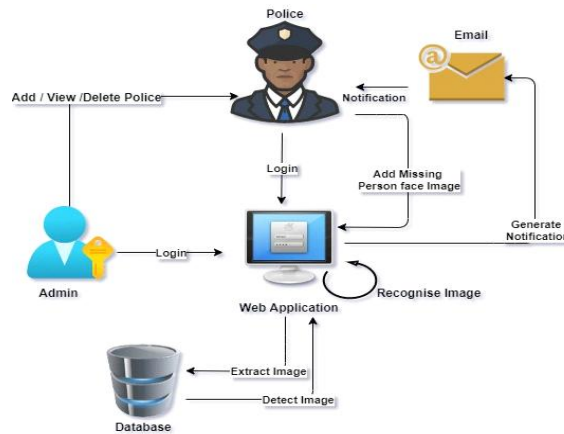 Police
Email
Add / View /Delete Police
Notification
Login
Add Missing
Person face Image
Generate
Notification
Login
Admin
Recognise Image
Web Application
Extract Image
Detect Image
Database